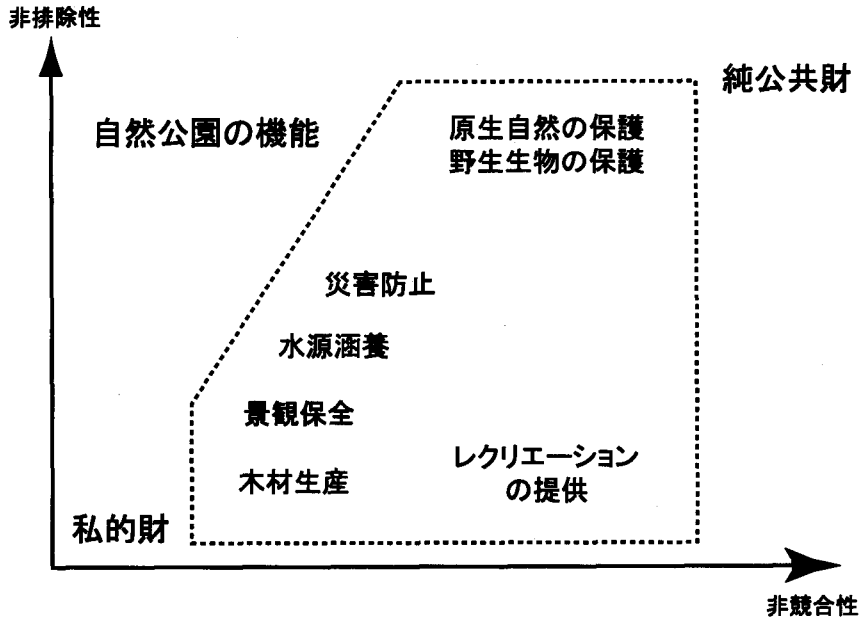 非排除性
純公共財
自然公園の機能
原生自然の保護
野生生物の保護
災害防止
水源涵養
景観保全
木材生産
レクリエーション
の提供
私的財
非競合性